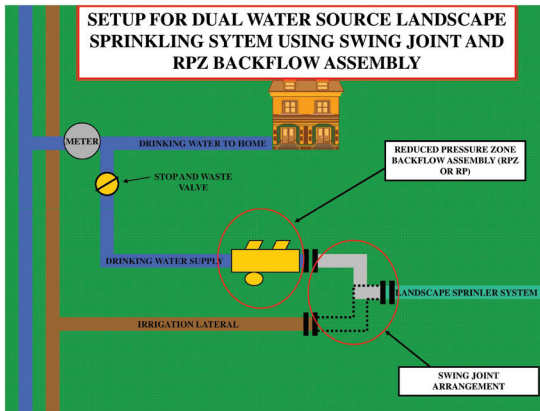 SETUP FOR DUAL WATER SOURCE LANDSCAPE
SPRINKLING SYTEM USING SWING JOINT AND
RPZ BACKFLOW ASSEMBLY
METER
DRINKING WATER TO HOME
REDUCED PRESSURE ZONE
BACKFLOW ASSEMBLY (RPZ
OR RP)
STOP AND WASTE
VALVE
DRINKING WATER SUPPLY
LANDSCAPE SPRINLER SYSTEM
IRRIGATION LATERAL
SWING JOINT
ARRANGEMENT